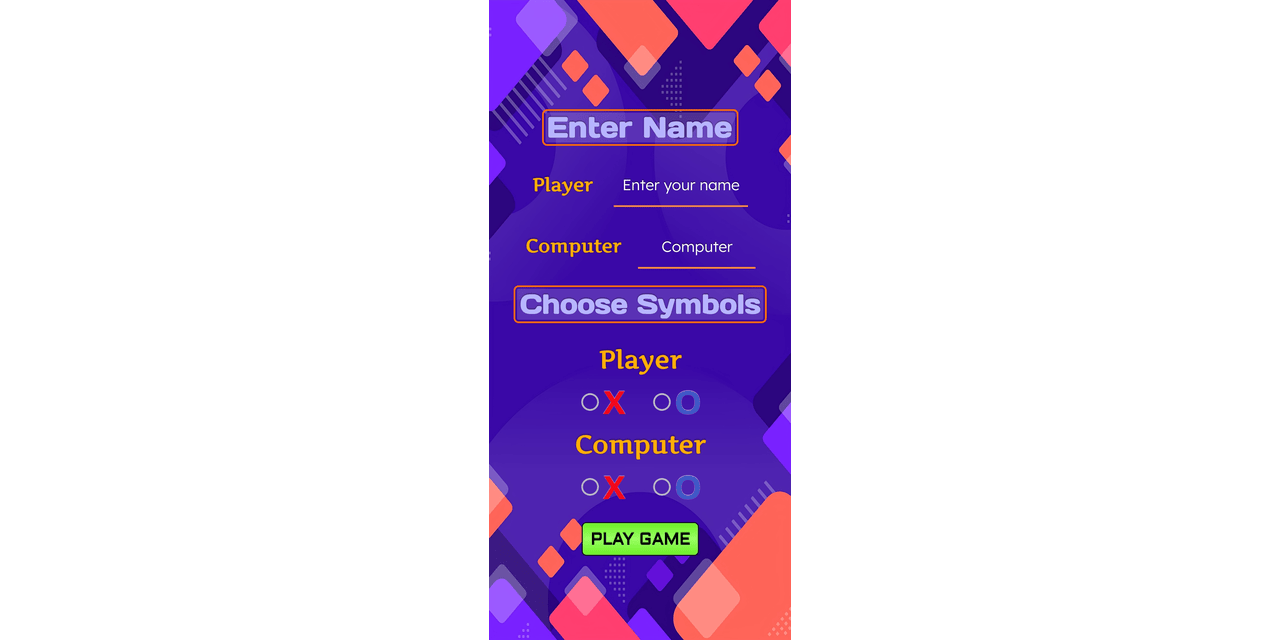 Enter Name
Player Enter your name
Computer Computer
Choose Symbols
Player
X O
Computer
X O
PLAY GAME